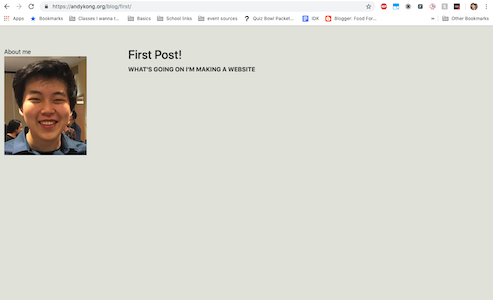 https://andykong.org/blog/first/
Apps
Bookmarks
Classes I wanna t...
Basics
School links
event sources
Quiz Bowl Packet...
IDK
Blogger: Food For...
»
Other Bookmarks
About me
First Post!
WHAT'S GOING ON I'M MAKING A WEBSITE